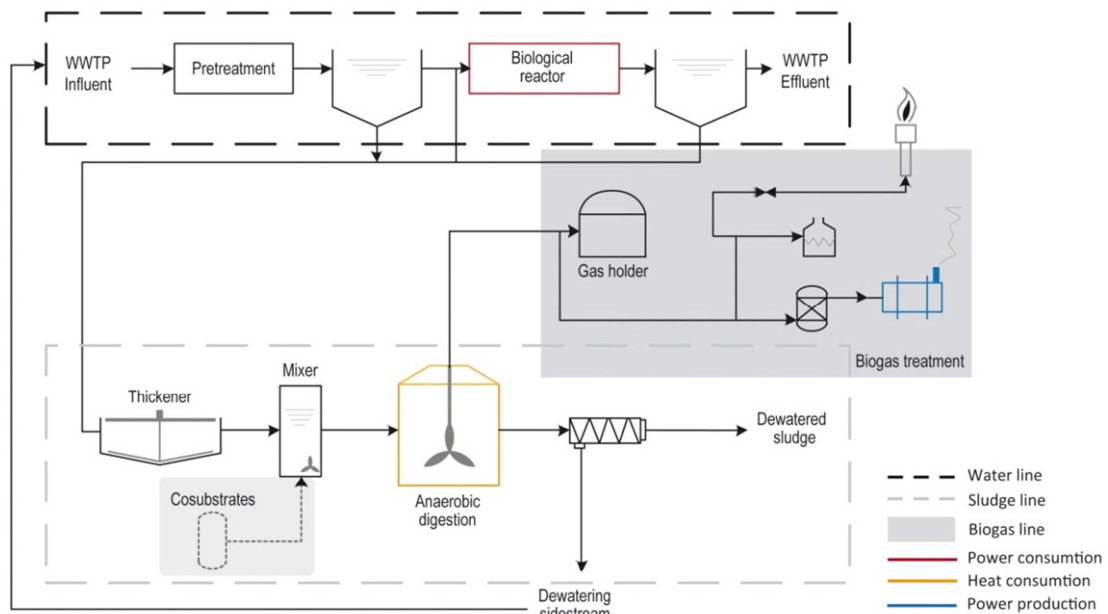 WWTP
Influent
Pretreatment
Biological
reactor
WWTP
Effluent
Gas holder
Biogas treatment
Thickener
Mixer
Cosubstrates
Anaerobic
digestion
Dewatered
sludge
Dewatering
sidestream
Water line
Sludge line
Biogas line
Power consumtion
Heat consumtion
Power production